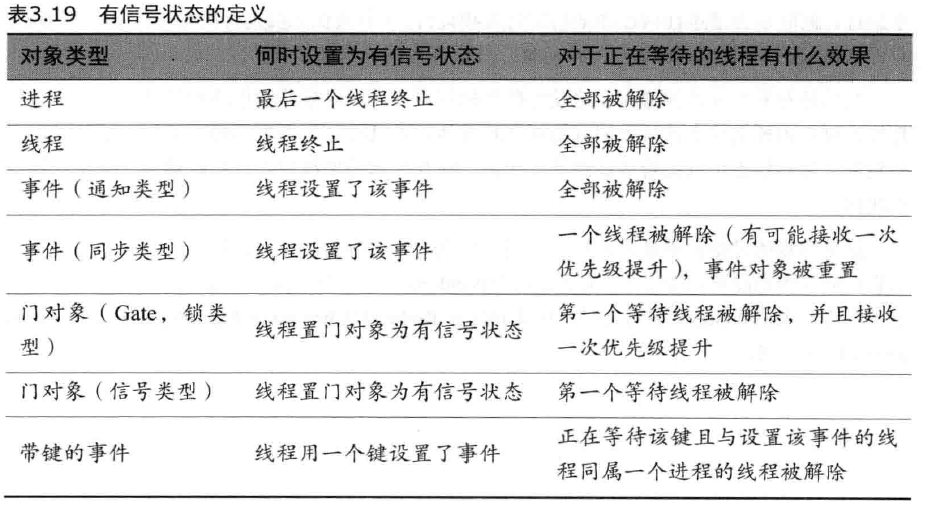 表3.19 有信号状态的定义
对象类型 何时设置为有信号状态 对于正在等待的线程有什么效果
进程 最后一个线程终止 全部被解除
线程 线程终止 全部被解除
事件（通知类型） 线程设置了该事件 全部被解除
事件（同步类型） 线程设置了该事件 一个线程被解除（有可能接收一次
优先级提升），事件对象被重置
门对象（Gate，锁类
型） 线程置门对象为有信号状态 第一个等待线程被解除，并且接收
一次优先级提升
门对象（信号类型） 线程置门对象为有信号状态 第一个等待线程被解除
带键的事件 线程用一个键设置了事件 正在等待该键且与设置该事件的线
程同属一个进程的线程被解除